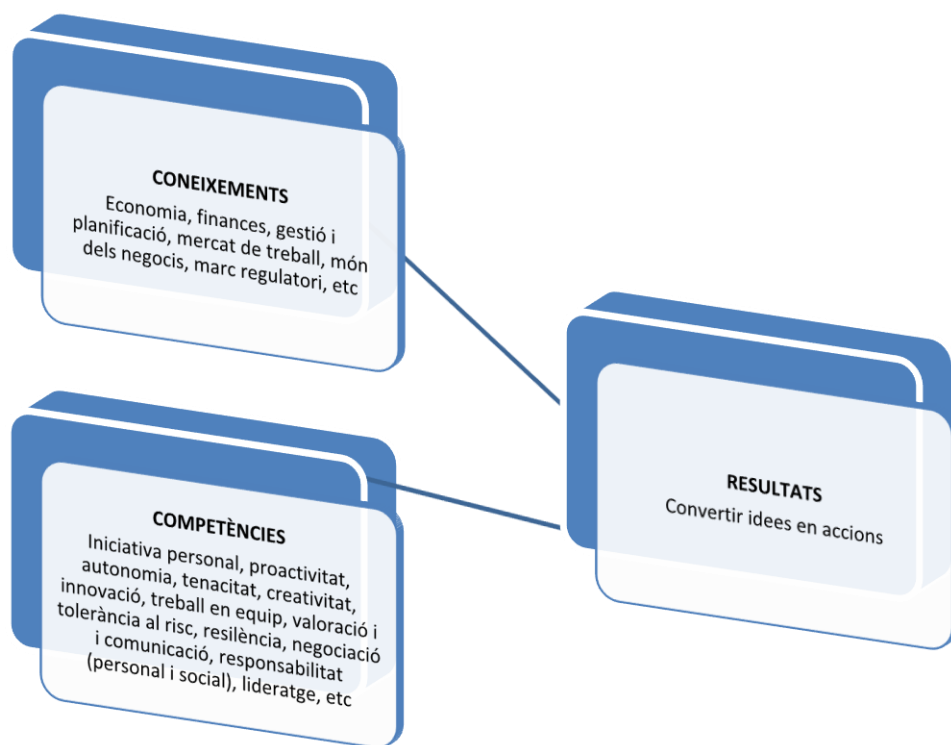 CONEIXEMENTS
Economia, finances, gestió i
planificació, mercat de treball, món
dels negocis, marc regulatori, etc
COMPETÈNCIES
Iniciativa personal, proactivitat,
autonomia, tenacitat, creativitat,
innovació, treball en equip, valoració i
tolerància al risc, resilència, negociació
i comunicació, responsabilitat
(personal i social), lideratge, etc
RESULTATS
Convertir idees en accions